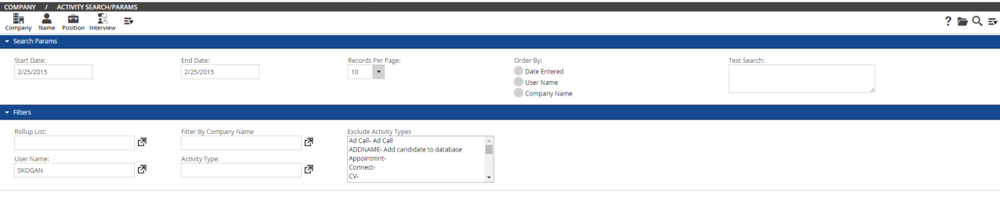 COMPANY / ACTIVITY SEARCH/PARAMS
Company Name Position Interview
?
Search Params
Start Date: End Date: Records Per Page: Order By: Text Search:
2/25/2015 2/25/2015 10 Date Entered
User Name
Company Name
Filters
Rollup List: Filter By Company Name Exclude Activity Types
Ad Call- Ad Call
ADDNAME- Add candidate to database
Appointmnt-
User Name: Activity Type:
Connect-
SKOGAN
CV-